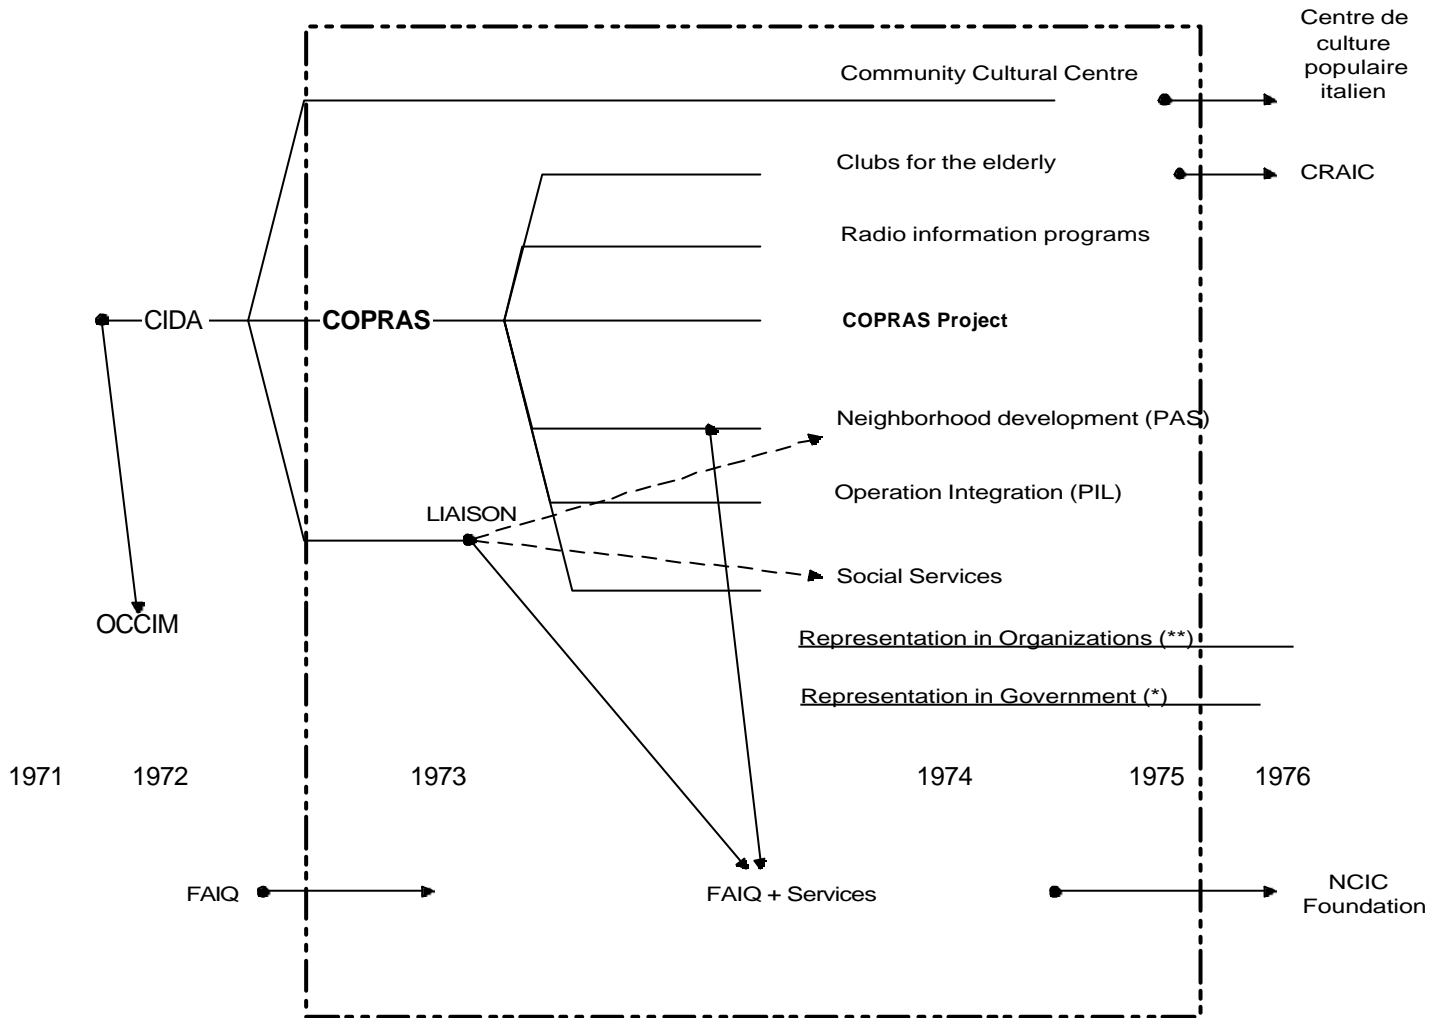 Centre de
culture
populaire
italien
Community Cultural Centre
Clubs for the elderly
CRAIC
Radio information programs
CIDA
COPRAS
COPRAS Project
Neighborhood development (PAS)
Operation Integration (PIL)
LIAISON
Social Services
OCCIM
Representation in Organizations (**)
Representation in Government (*)
1971 1972 1973 1974 1975 1976
FAIQ
FAIQ + Services
NCIC
Foundation